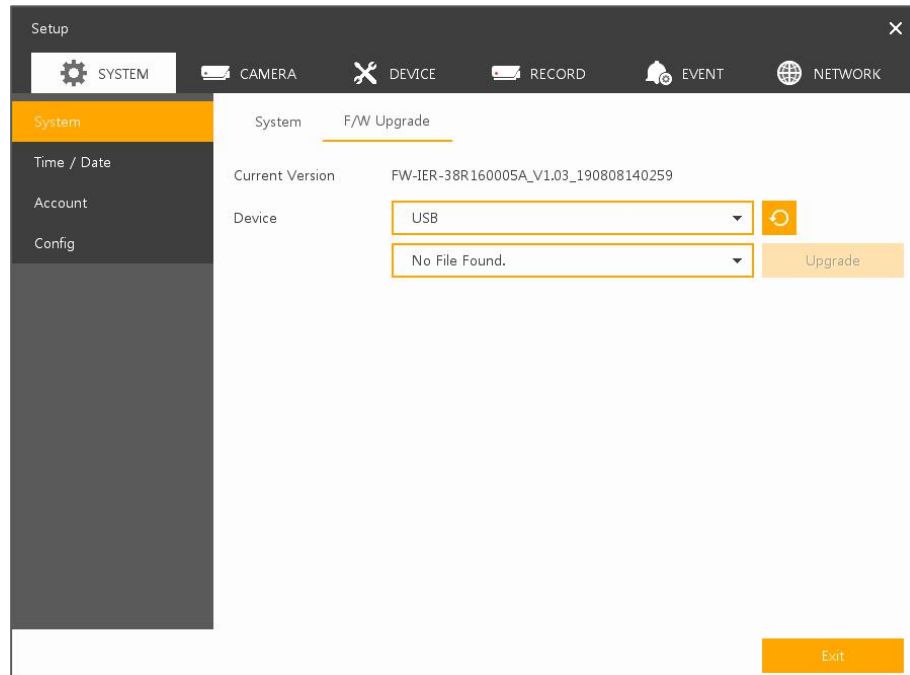 Setup
SYSTEM CAMERA DEVICE RECORD EVENT NETWORK
System
Time / Date
Account
Config
System F/W Upgrade
Current Version FW-IER-38R160005A_V1.03_190808140259
Device USB
No File Found. Upgrade
Exit